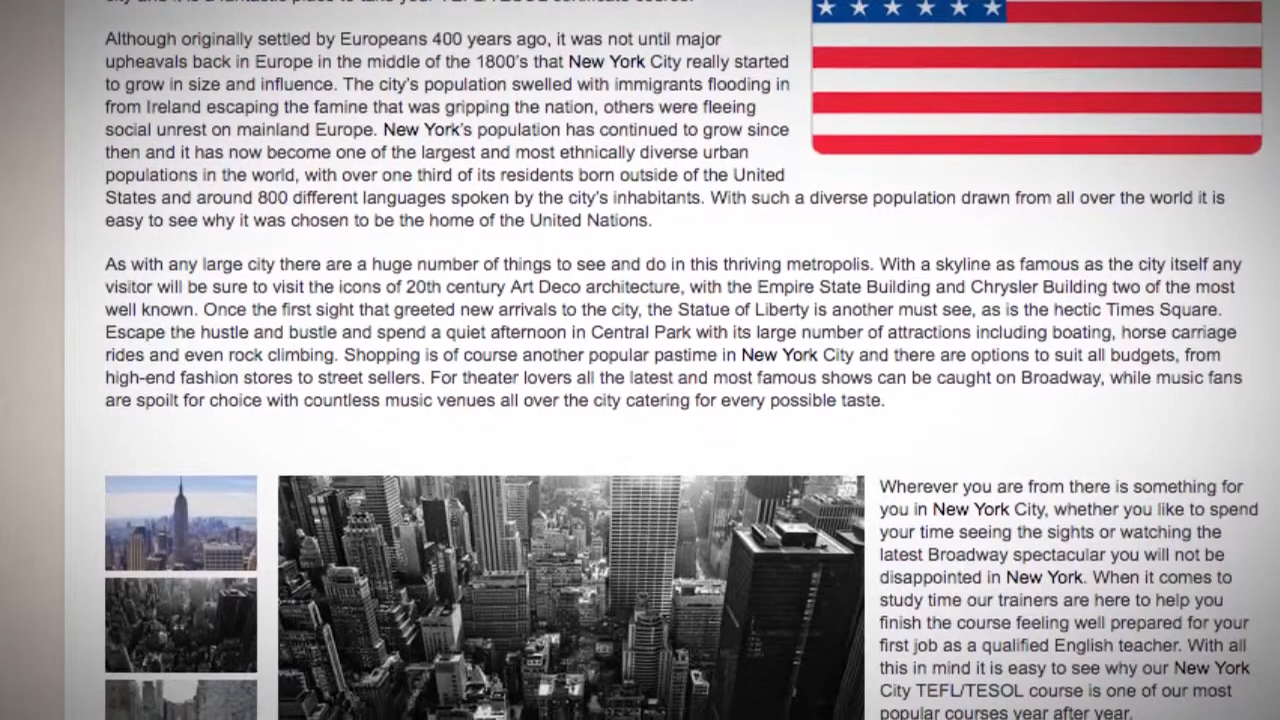 city and it is a fantastic place to take your TEFL/TESOL certificate course.
Although originally settled by Europeans 400 years ago, it was not until major
upheavals back in Europe in the middle of the 1800's that New York City really started
to grow in size and influence. The city's population swelled with immigrants flooding in
from Ireland escaping the famine that was gripping the nation, others were fleeing
social unrest on mainland Europe. New York's population has continued to grow since
then and it has now become one of the largest and most ethnically diverse urban
populations in the world, with over one third of its residents born outside of the United
States and around 800 different languages spoken by the city's inhabitants. With such a diverse population drawn from all over the world it is
easy to see why it was chosen to be the home of the United Nations.
As with any large city there are a huge number of things to see and do in this thriving metropolis. With a skyline as famous as the city itself any
visitor will be sure to visit the icons of 20th century Art Deco architecture, with the Empire State Building and Chrysler Building two of the most
well known. Once the first sight that greeted new arrivals to the city, the Statue of Liberty is another must see, as is the hectic Times Square.
Escape the hustle and bustle and spend a quiet afternoon in Central Park with its large number of attractions including boating, horse carriage
rides and even rock climbing. Shopping is of course another popular pastime in New York City and there are options to suit all budgets, from
high-end fashion stores to street sellers. For theater lovers all the latest and most famous shows can be caught on Broadway, while music fans
are spoilt for choice with countless music venues all over the city catering for every possible taste.
Wherever you are from there is something for
you in New York City, whether you like to spend
your time seeing the sights or watching the
latest Broadway spectacular you will not be
disappointed in New York. When it comes to
study time our trainers are here to help you
finish the course feeling well prepared for your
first job as a qualified English teacher. With all
this in mind it is easy to see why our New York
City TEFL/TESOL course is one of our most
popular courses year after year.